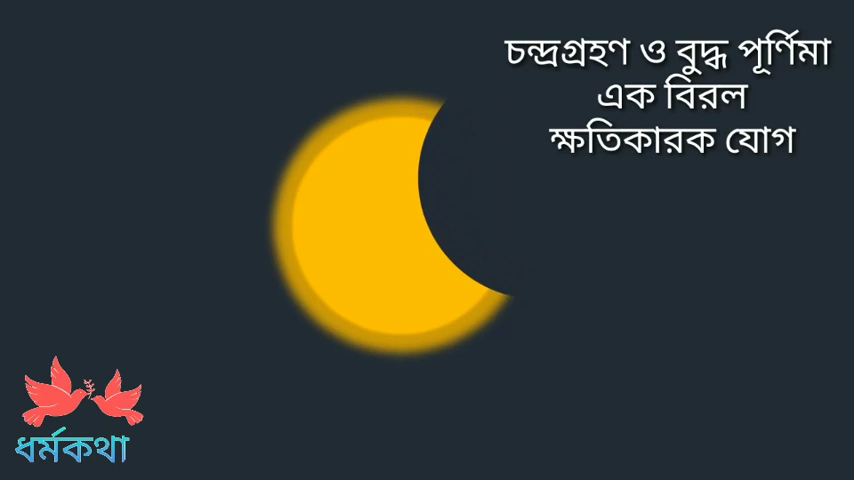 চন্দ্রগ্রহণ ও বুদ্ধ পূর্ণিমা
এক বিরল
ক্ষতিকারক যোগ
ধর্মকথা